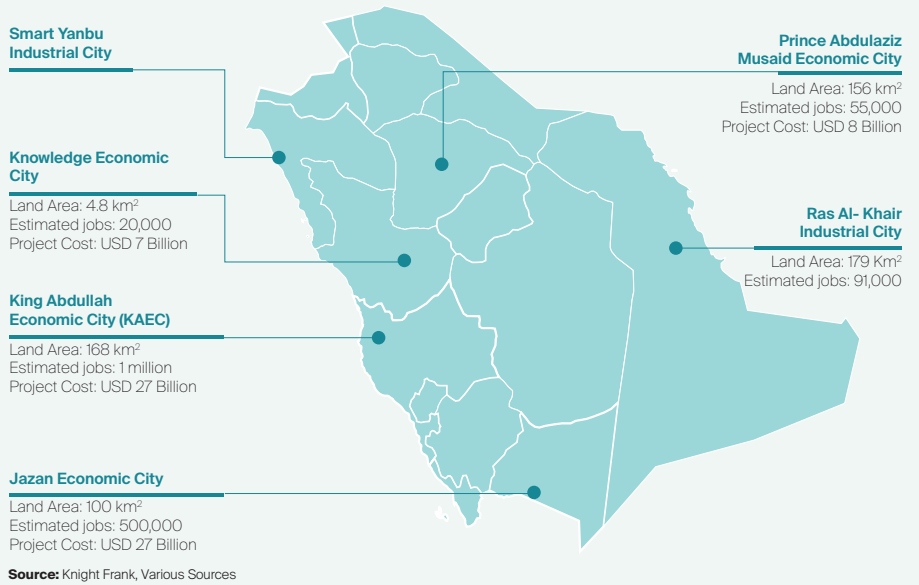 Smart Yanbu
Industrial City
Knowledge Economic
City
Land Area: 4.8 km²
Estimated jobs: 20,000
Project Cost: USD 7 Billion
King Abdullah
Economic City (KAEC)
Land Area: 168 km²
Estimated jobs: 1 million
Project Cost: USD 27 Billion
Jazan Economic City
Land Area: 100 km²
Estimated jobs: 500,000
Project Cost: USD 27 Billion
Prince Abdulaziz
Musaid Economic City
Land Area: 156 km²
Estimated jobs: 55,000
Project Cost: USD 8 Billion
Ras Al- Khair
Industrial City
Land Area: 179 Km²
Estimated jobs: 91,000
Source: Knight Frank, Various Sources